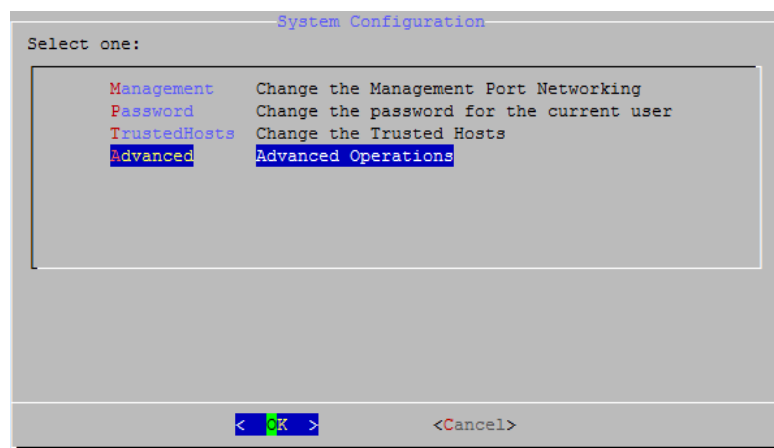 System Configuration
Select one:
Management Change the Management Port Networking
Password Change the password for the current user
TrustedHosts Change the Trusted Hosts
Advanced Advanced Operations
< OK > <Cancel>